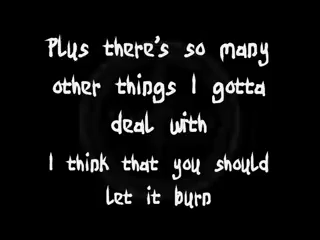 Plus there's so many
other things I gotta
deal with
I think that you should
let it burn